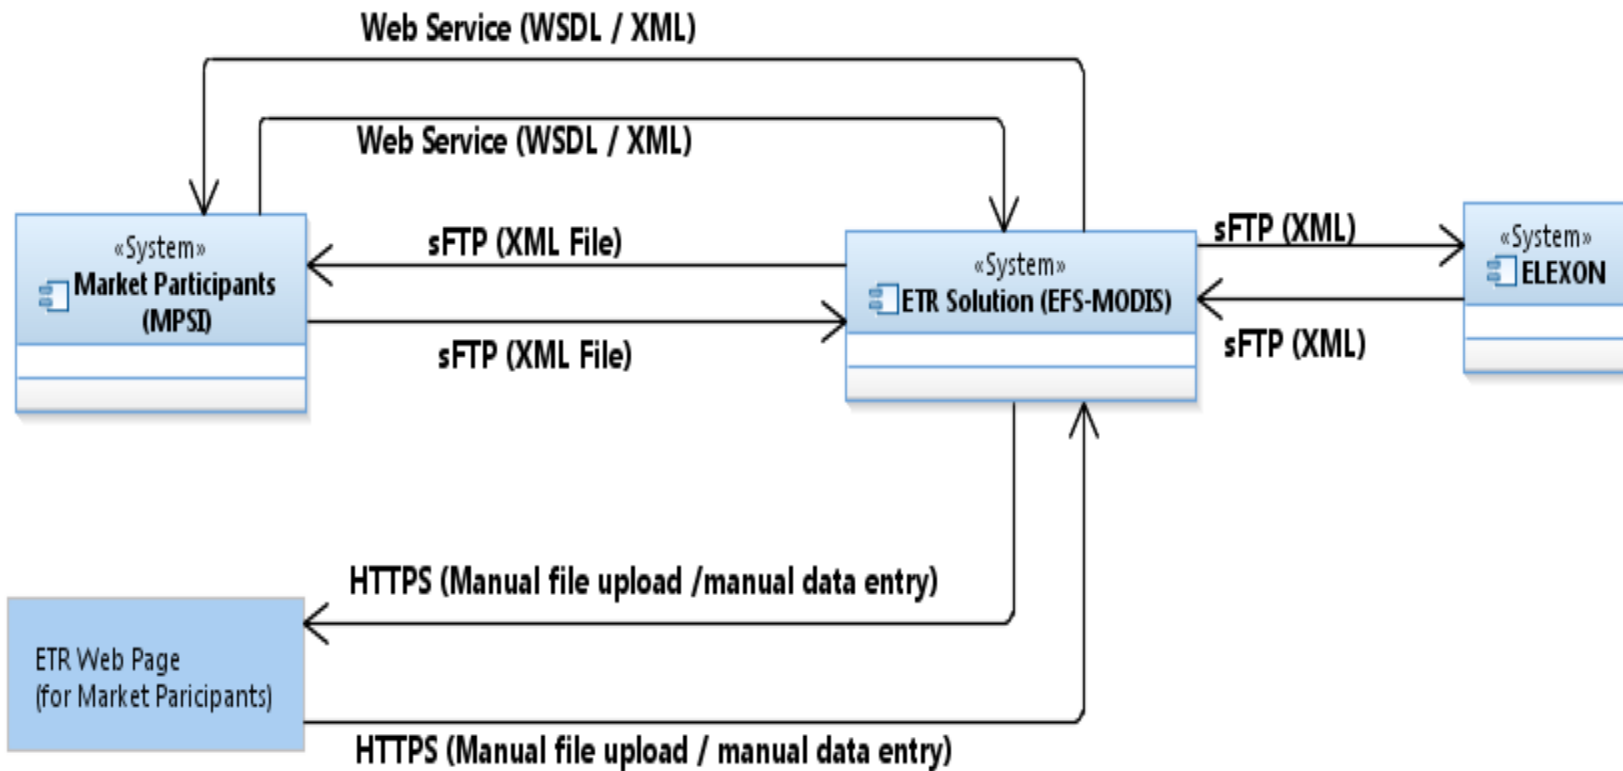 Web Service (WSDL / XML)
Web Service (WSDL / XML)
«System»
Market Participants
(MPSI)
sFTP (XML File)
sFTP (XML File)
«System»
ETR Solution (EFS-MODIS)
sFTP (XML)
sFTP (XML)
«System»
ELEXON
HTTPS (Manual file upload /manual data entry)
ETR Web Page
(for Market Paricipants)
HTTPS (Manual file upload / manual data entry)